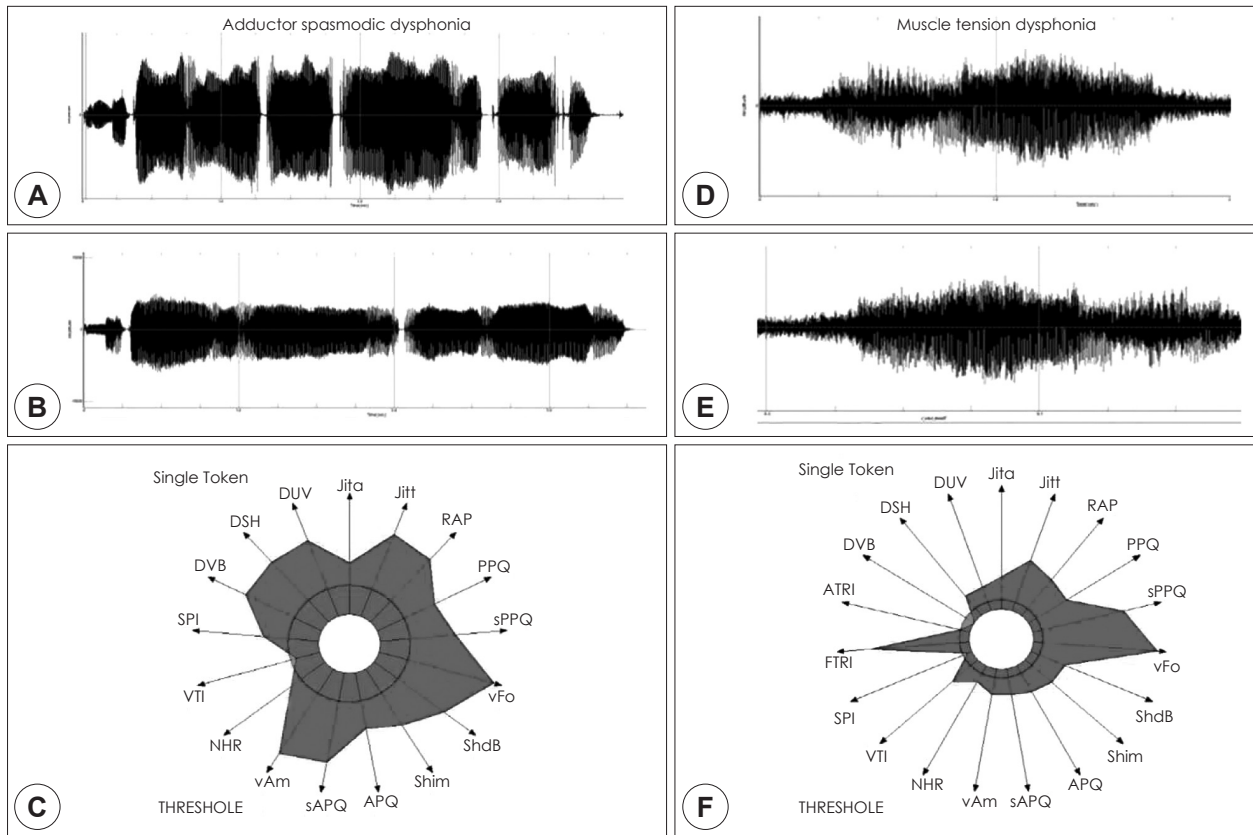 Adductor spasmodic dysphonia
A
B
Single Token
Jita
Jitt
RAP
PPQ
sPPQ
vFo
ShdB
Shim
APQ
sAPQ
vAm
NHR
VTI
SPI
DVB
DSH
DUV
THRESHOLE
C
Muscle tension dysphonia
D
E
Single Token
Jita
Jitt
RAP
PPQ
sPPQ
vFo
ShdB
Shim
APQ
sAPQ
vAm
NHR
VTI
SPI
FTRI
ATRI
DVB
DSH
DUV
THRESHOLE
F